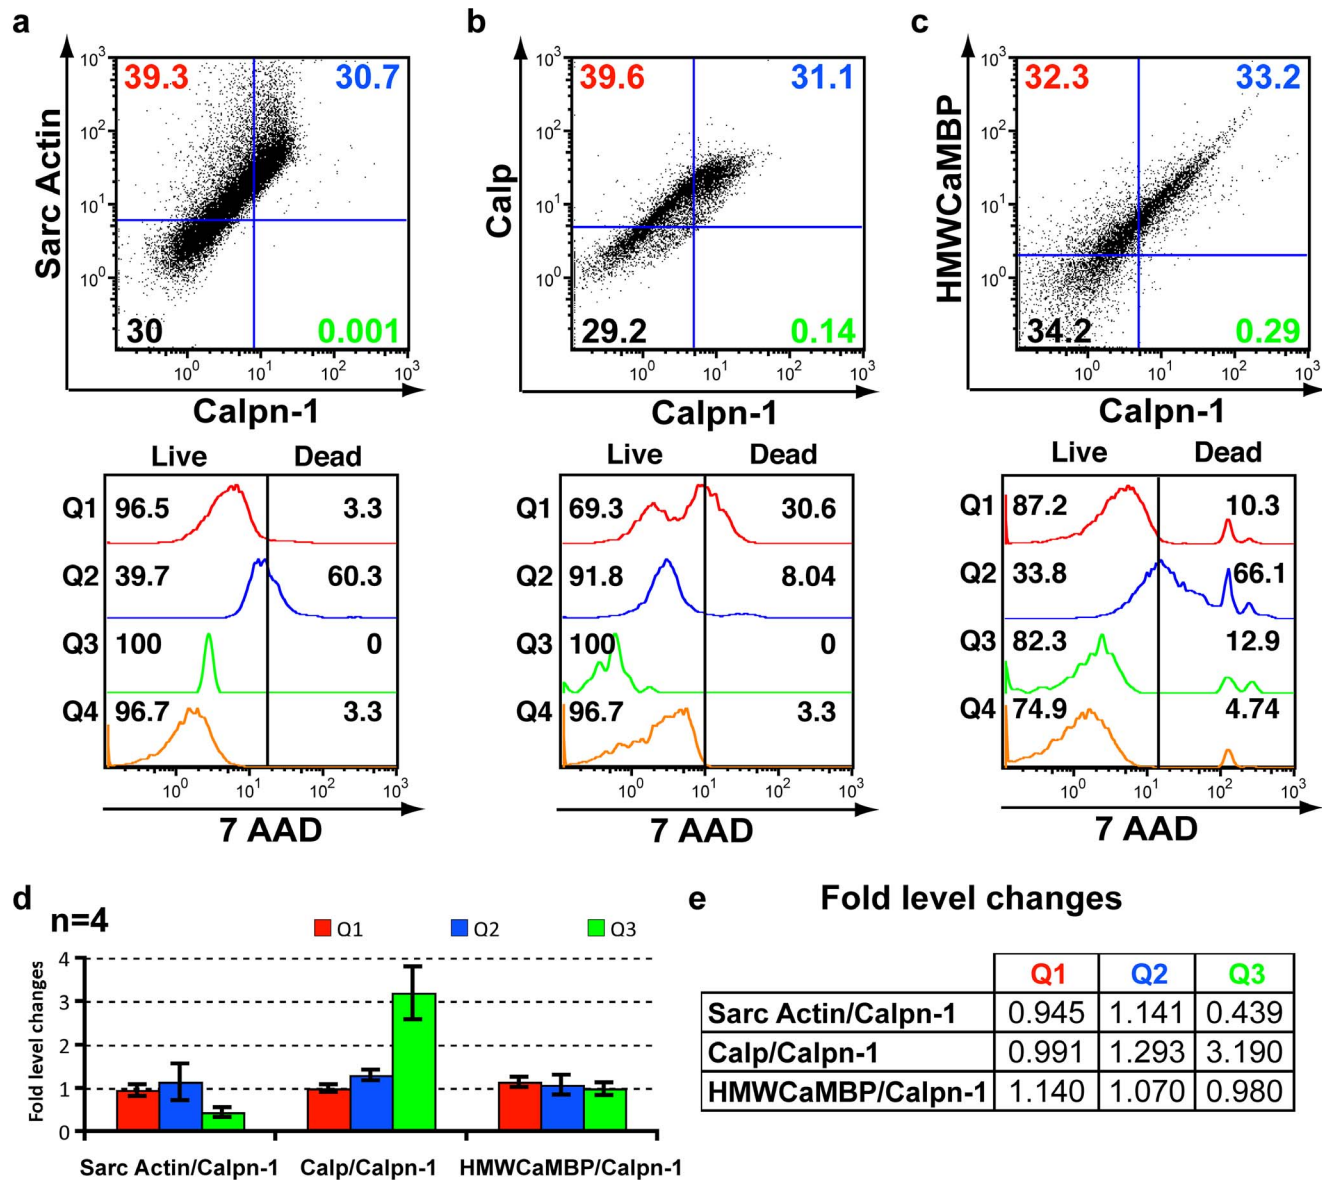 a
Sarc Actin
10³
10²
10¹
10⁰
39.3 30.7
30 0.001
10⁰ 10¹ 10² 10³
Calpn-1
Live Dead
Q1 96.5 3.3
Q2 39.7 60.3
Q3 100 0
Q4 96.7 3.3
10⁰ 10¹ 10² 10³
7 AAD
b
Calp
10³
10²
10¹
10⁰
39.6 31.1
29.2 0.14
10⁰ 10¹ 10² 10³
Calpn-1
Live Dead
Q1 69.3 30.6
Q2 91.8 8.04
Q3 100 0
Q4 96.7 3.3
10⁰ 10¹ 10² 10³
7 AAD
c
HMWCaMBP
10³
10²
10¹
10⁰
32.3 33.2
34.2 0.29
10⁰ 10¹ 10² 10³
Calpn-1
Live Dead
Q1 87.2 10.3
Q2 33.8 66.1
Q3 82.3 12.9
Q4 74.9 4.74
10⁰ 10¹ 10² 10³
7 AAD
d
n=4
Q1 Q2 Q3
Fold level changes
4
3
2
1
0
Sarc Actin/Calpn-1 Calp/Calpn-1 HMWCaMBP/Calpn-1
e Fold level changes
Q1 Q2 Q3
Sarc Actin/Calpn-1 0.945 1.141 0.439
Calp/Calpn-1 0.991 1.293 3.190
HMWCaMBP/Calpn-1 1.140 1.070 0.980